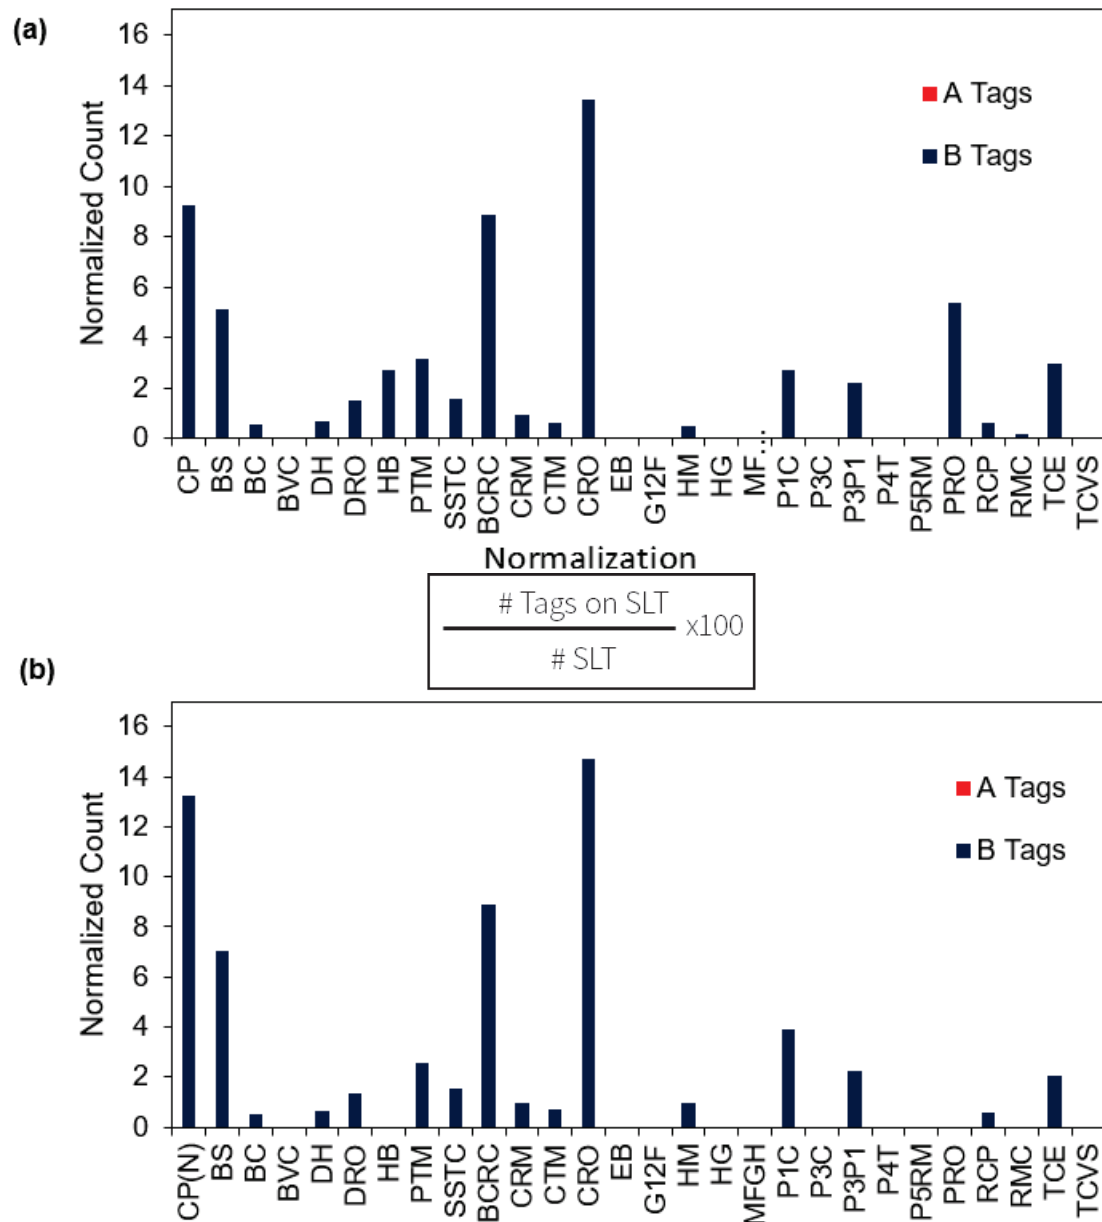 (a)
16
14
12
10
8
6
4
2
0
Normalized Count
A Tags
B Tags
CP
BS
BC
BVC
DH
DRO
HB
PTM
SSTC
BCRC
CRM
CTM
CRO
EB
G12F
HM
HG
MF...
P1C
P3C
P3P1
P4T
P5RM
PRO
RCP
RMC
TCE
TCVS
Normalization
# Tags on SLT
x100
# SLT
(b)
16
14
12
10
8
6
4
2
0
Normalized Count
A Tags
B Tags
CP(N)
BS
BC
BVC
DH
DRO
HB
PTM
SSTC
BCRC
CRM
CTM
CRO
EB
G12F
HM
HG
MFGH
P1C
P3C
P3P1
P4T
P5RM
PRO
RCP
RMC
TCE
TCVS